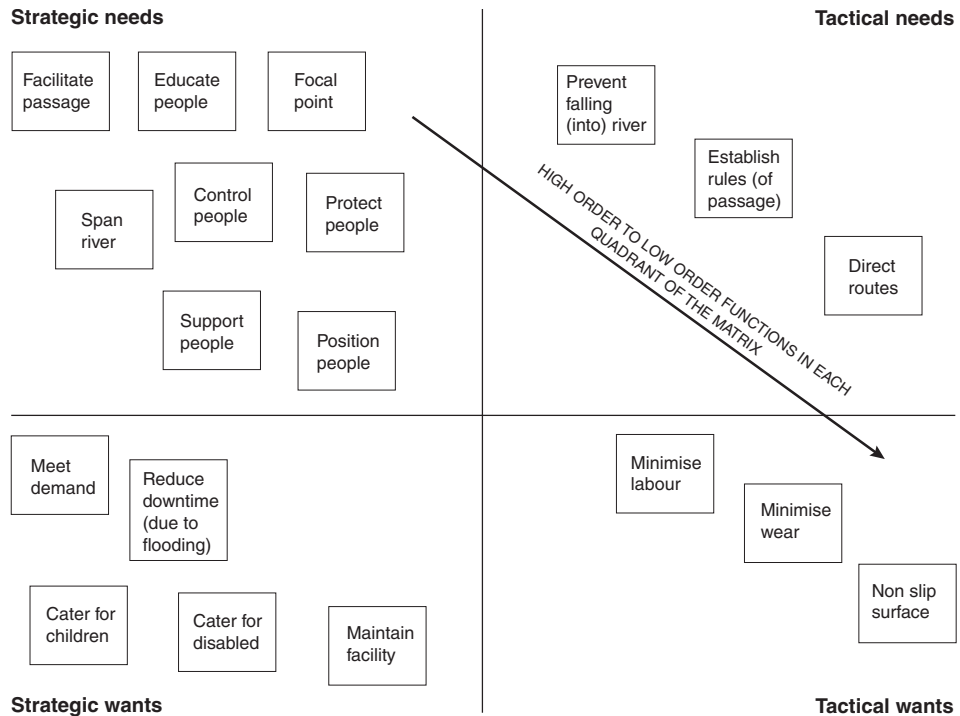 Strategic needs
Tactical needs
Facilitate
passage
Educate
people
Focal
point
Span
river
Control
people
Protect
people
Support
people
Position
people
Prevent
falling
(into) river
Establish
rules (of
passage)
Direct
routes
HIGH ORDER TO LOW ORDER FUNCTIONS IN EACH
QUADRANT OF THE MATRIX
Meet
demand
Reduce
downtime
(due to
flooding)
Cater for
children
Cater for
disabled
Maintain
facility
Minimise
labour
Minimise
wear
Non slip
surface
Strategic wants
Tactical wants